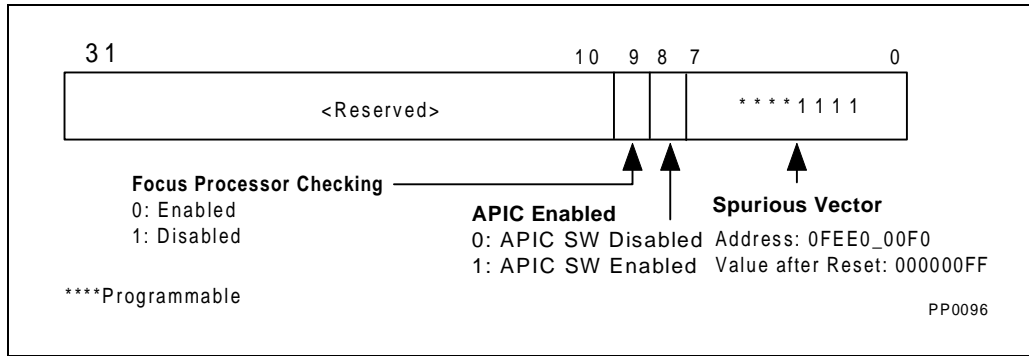 31 10 9 8 7 0
<Reserved> ****1111
Focus Processor Checking
0: Enabled
1: Disabled
APIC Enabled
0: APIC SW Disabled
1: APIC SW Enabled
Spurious Vector
Address: 0FEE0_00F0
Value after Reset: 000000FF
****Programmable
PP0096